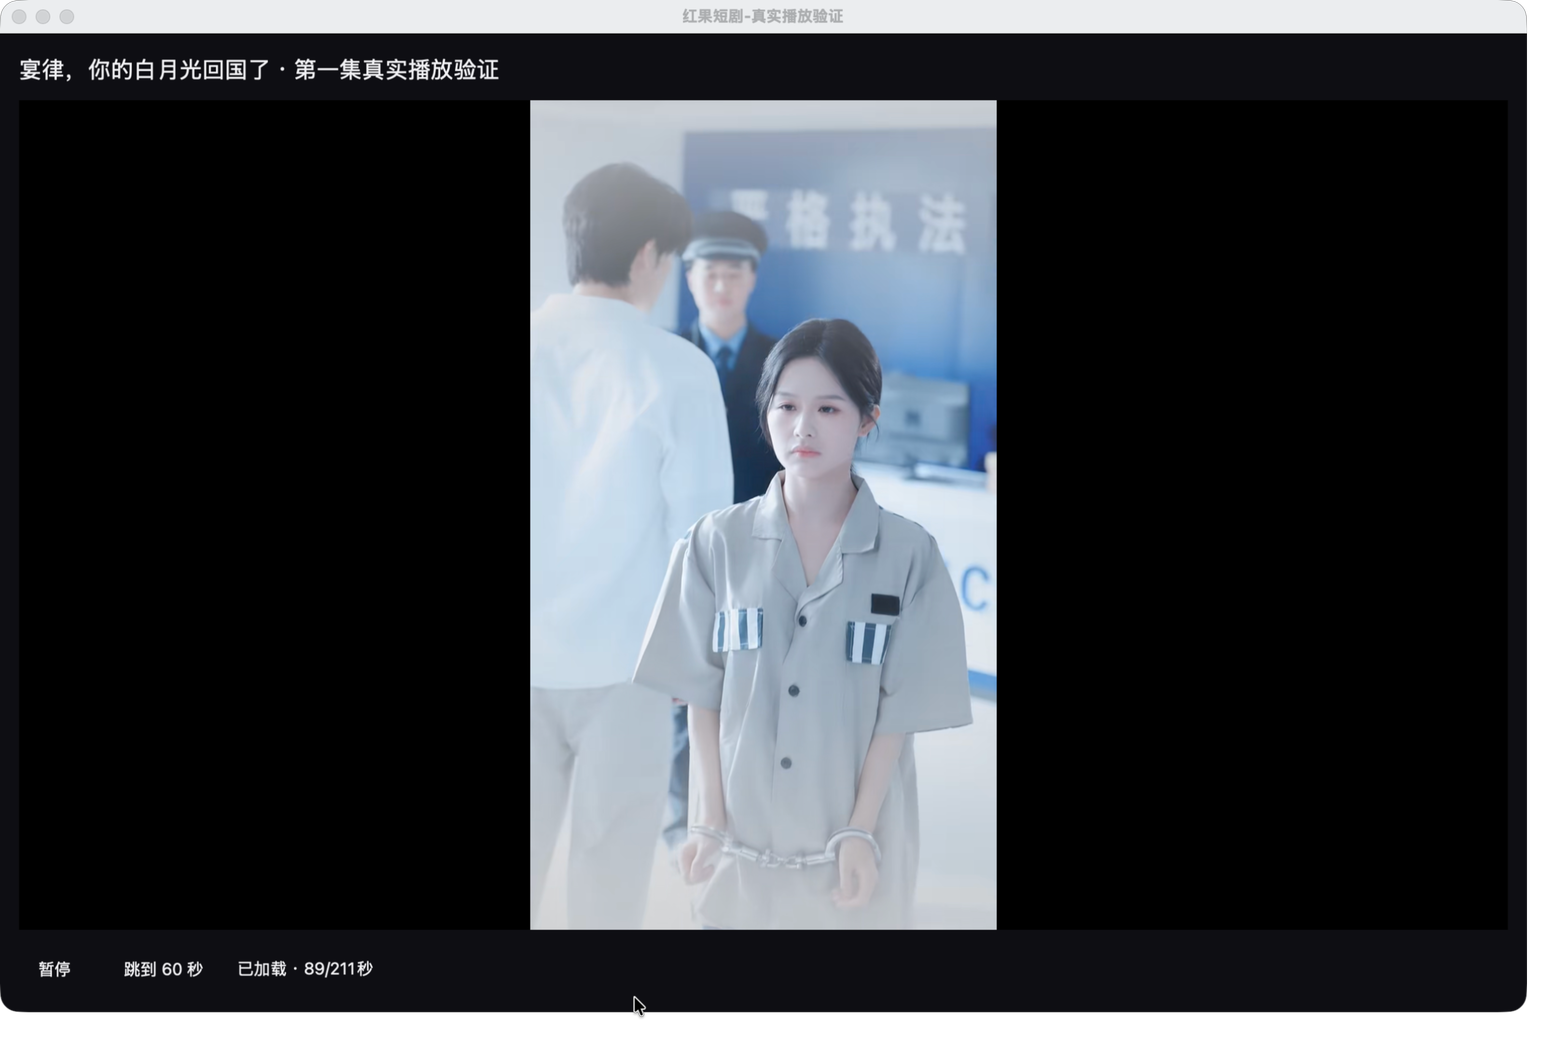 红果短剧-真实播放验证
宴律，你的白月光回国了 · 第一集真实播放验证
严格执法
C
暂停 跳到 60 秒 已加载 · 89/211秒